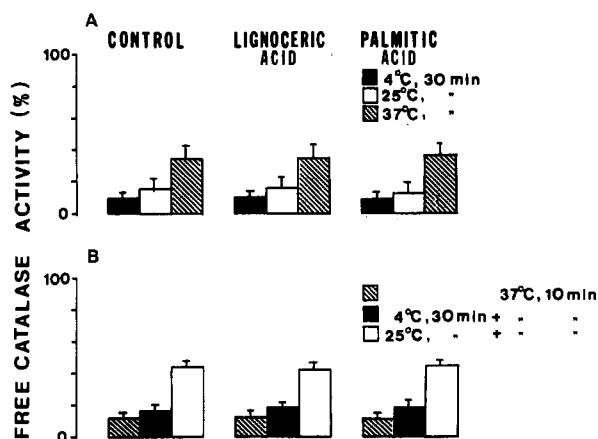 A
CONTROL
LIGNOCERIC ACID
PALMITIC ACID
100
0
4°C, 30 min
25°C, "
37°C, "
FREE CATALASE ACTIVITY (%)
B
100
0
37°C, 10 min
4°C, 30 min + " "
25°C, " + " "